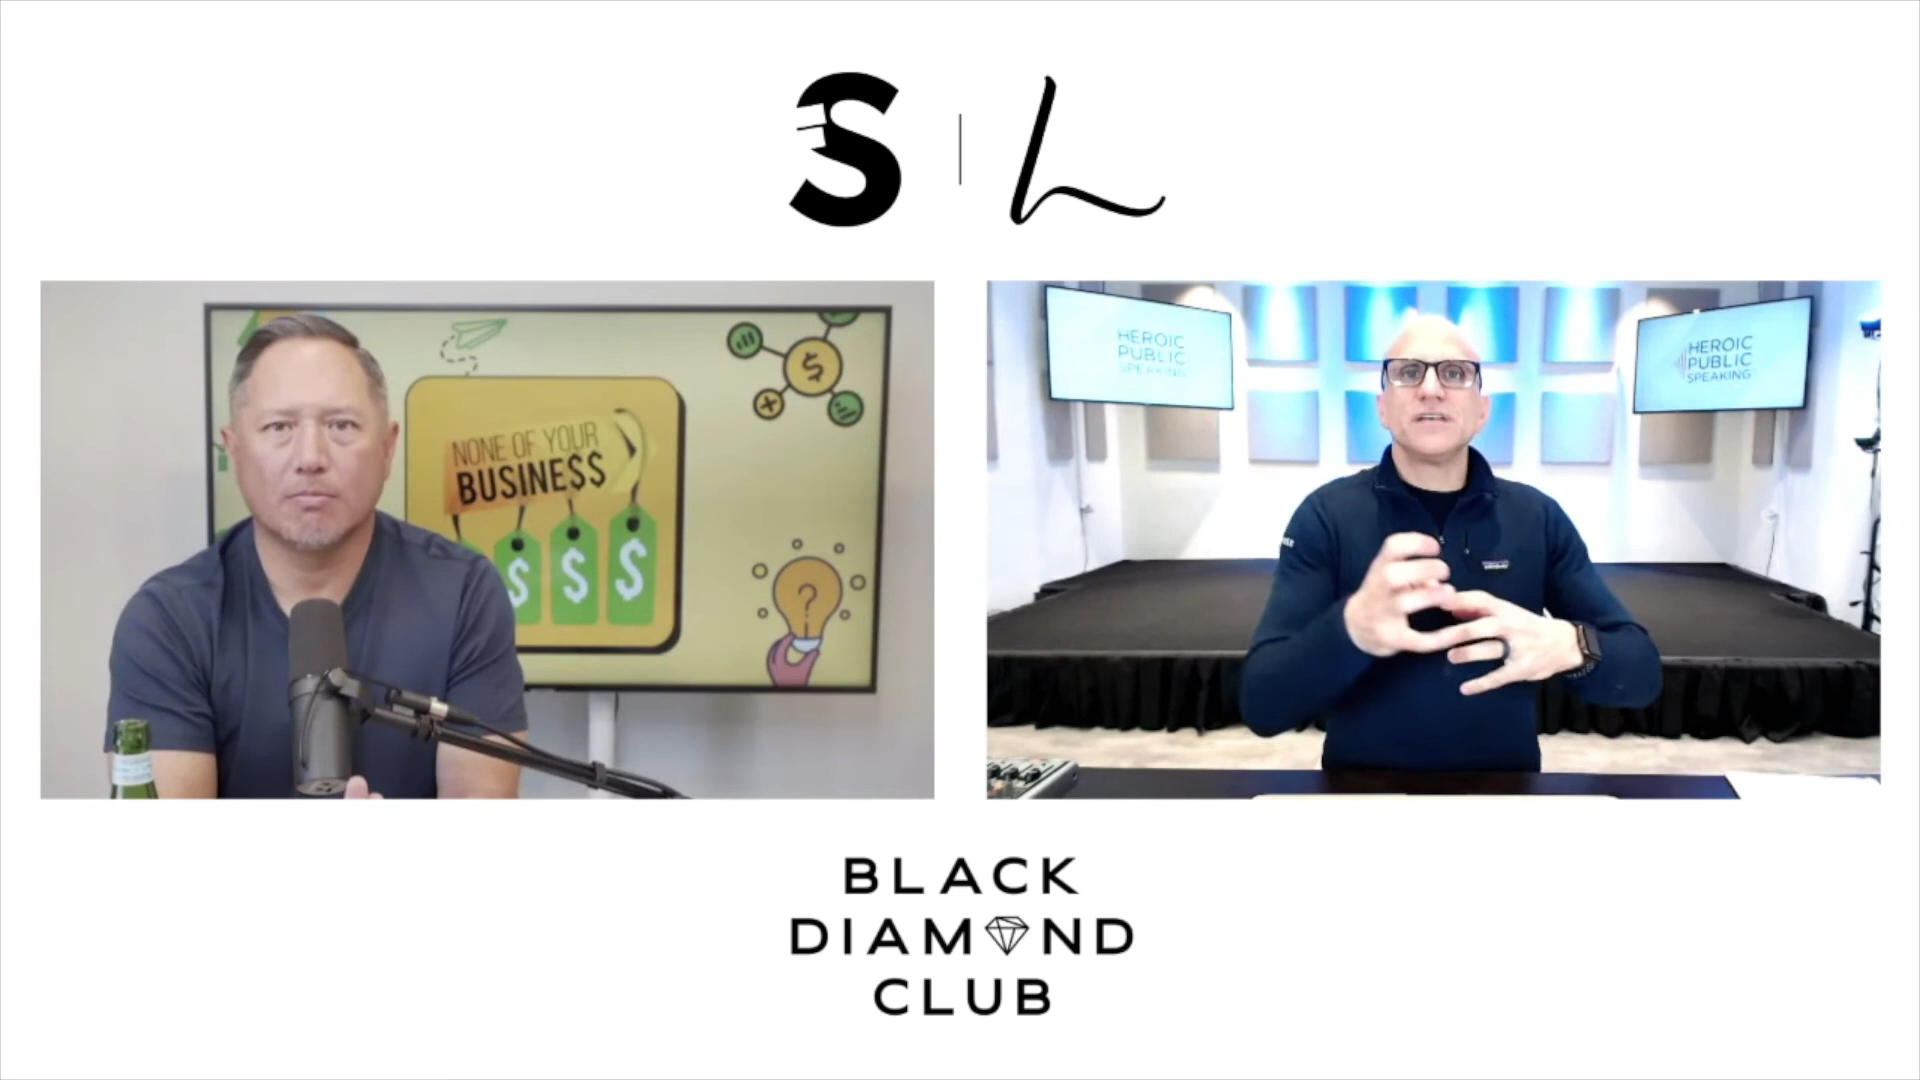 S L
NONE OF YOUR
BUSINE$$
$
$ $ $
?
HEROIC
PUBLIC
SPEAKING
HEROIC
PUBLIC
SPEAKING
BLACK
DIAMOND
CLUB